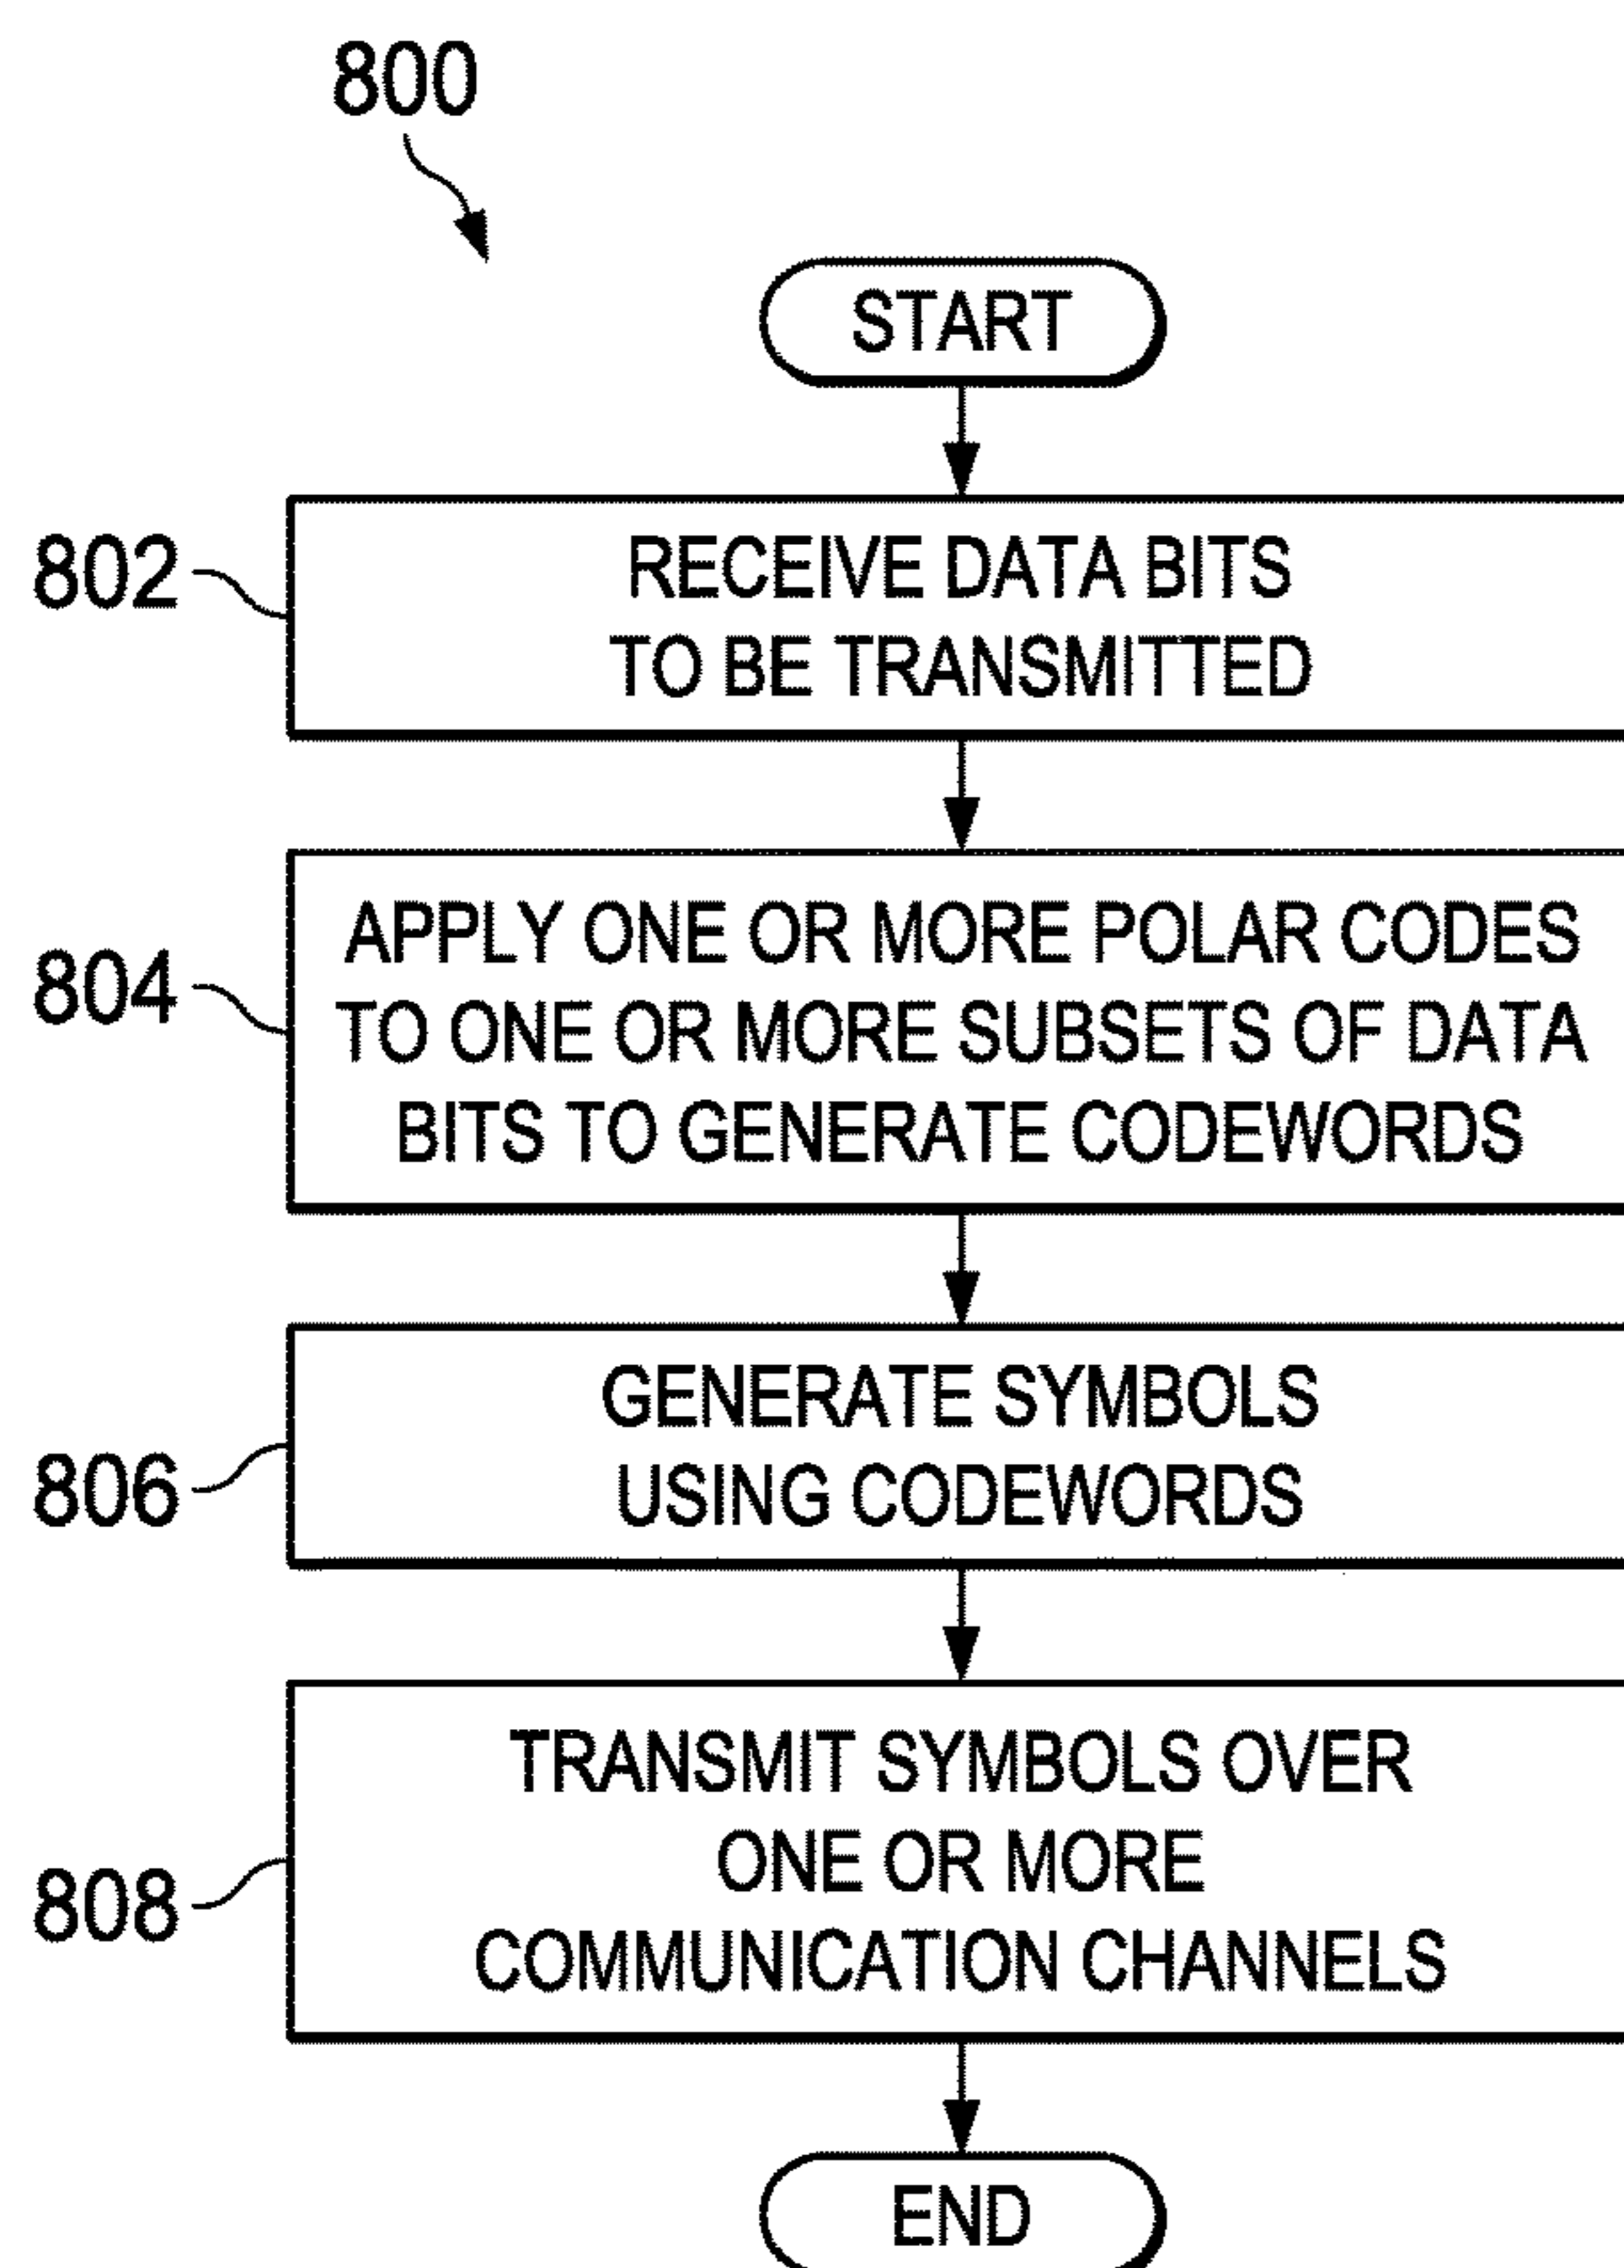 800
START
802
RECEIVE DATA BITS
TO BE TRANSMITTED
804
APPLY ONE OR MORE POLAR CODES
TO ONE OR MORE SUBSETS OF DATA
BITS TO GENERATE CODEWORDS
806
GENERATE SYMBOLS
USING CODEWORDS
808
TRANSMIT SYMBOLS OVER
ONE OR MORE
COMMUNICATION CHANNELS
END